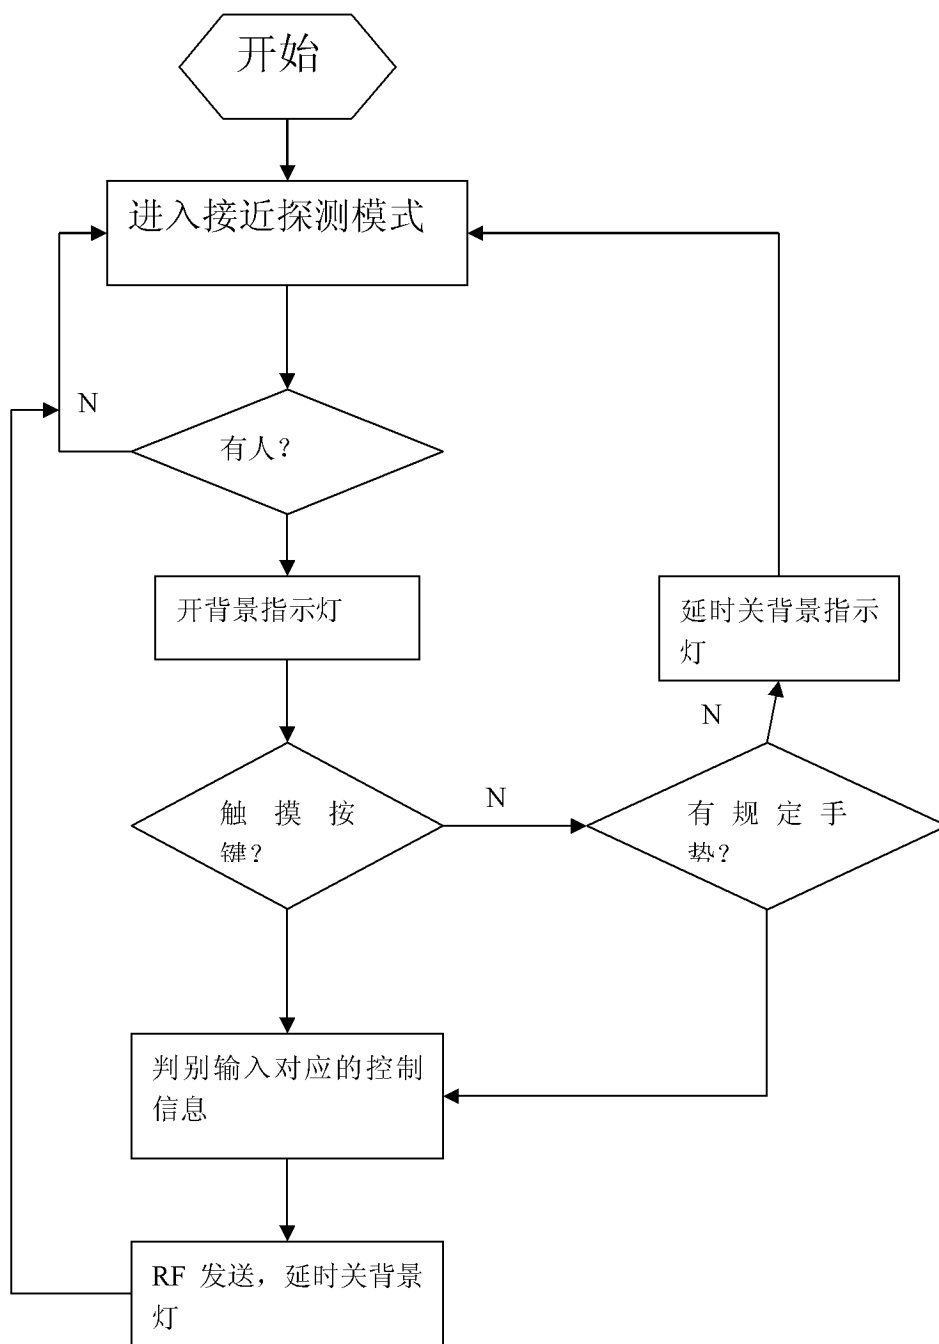 开始
进入接近探测模式
N
有人？
开背景指示灯
延时关背景指示
灯
N
触摸按
键？
N
有规定手
势？
判别输入对应的控制
信息
RF 发送，延时关背景
灯